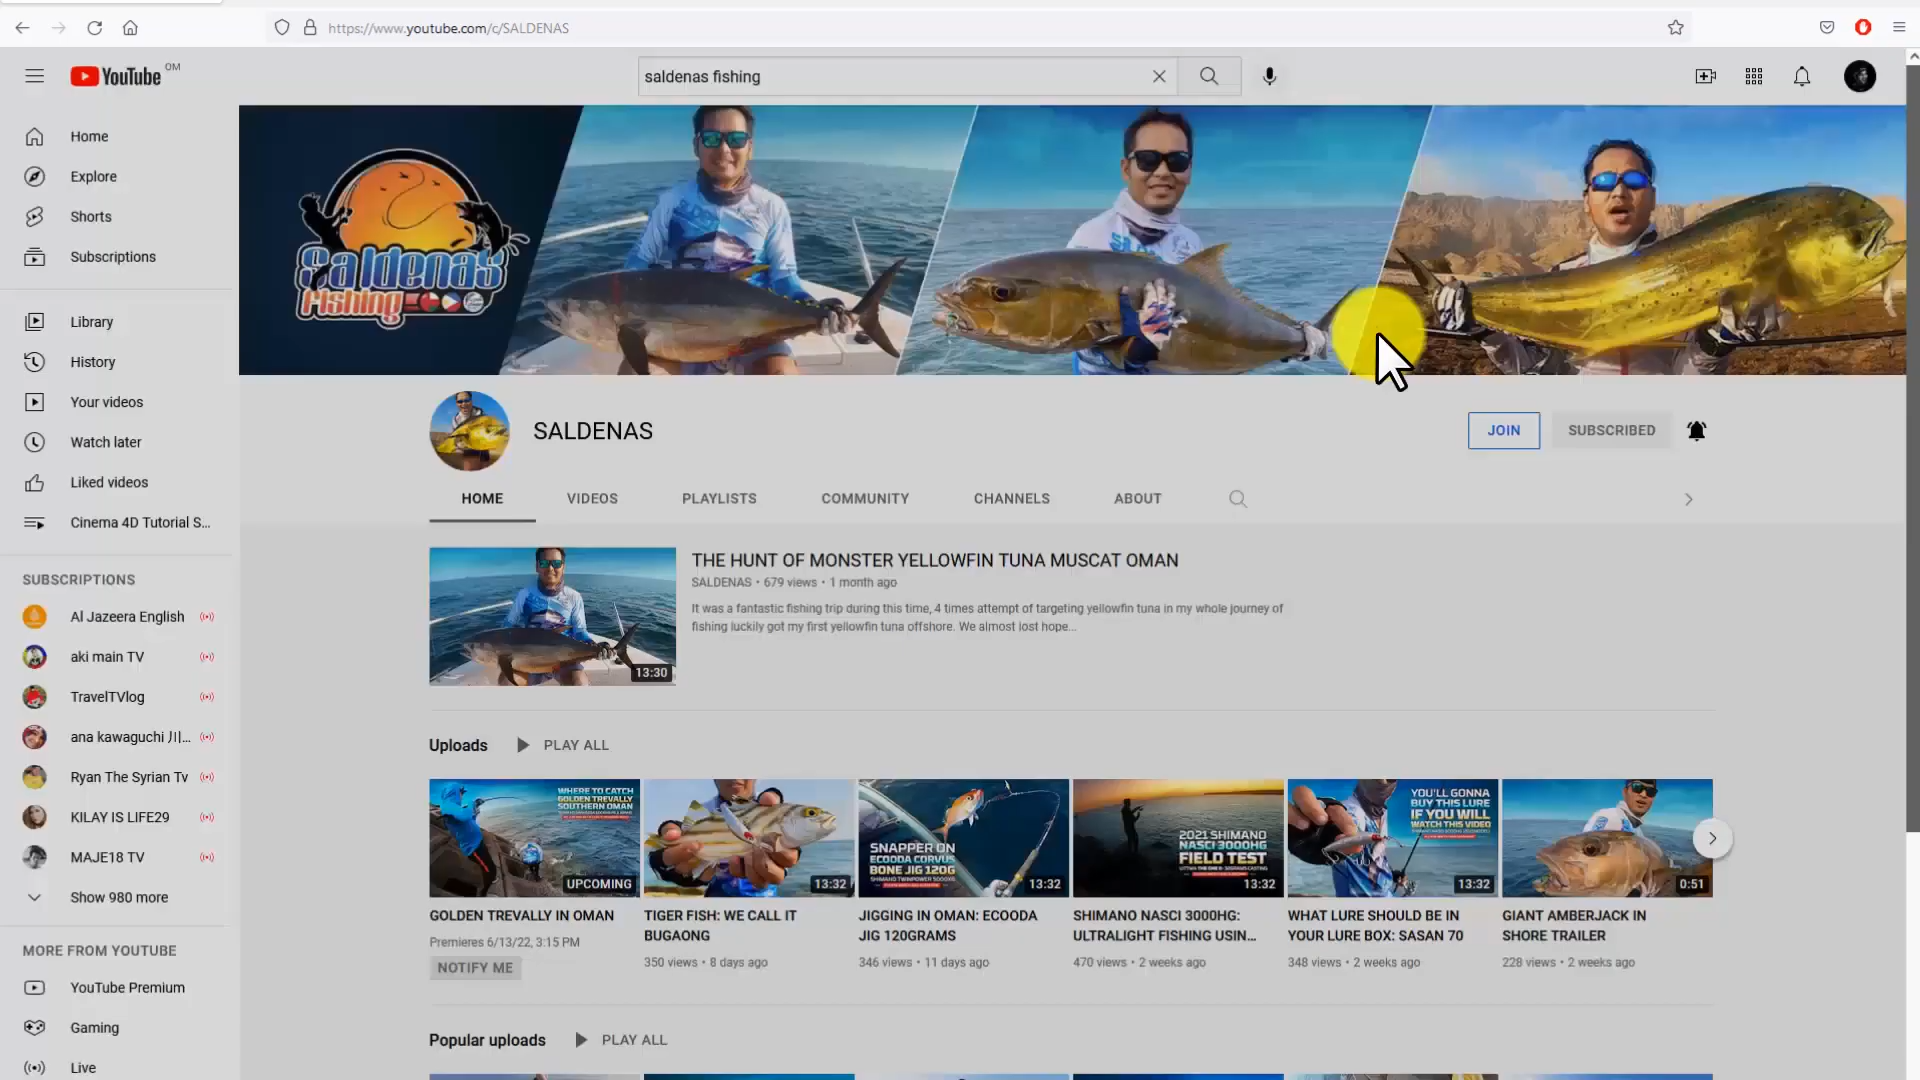 https://www.youtube.com/c/SALDENAS
YouTube OM
saldenas fishing
Home
Explore
Shorts
Subscriptions
Library
History
Your videos
Watch later
Liked videos
Cinema 4D Tutorial S...
SUBSCRIPTIONS
Al Jazeera English
aki main TV
TravelTVlog
ana kawaguchi 川...
Ryan The Syrian Tv
KILAY IS LIFE29
MAJE18 TV
Show 980 more
MORE FROM YOUTUBE
YouTube Premium
Gaming
Live
Saldenas
fishing
SALDENAS
JOIN
SUBSCRIBED
HOME
VIDEOS
PLAYLISTS
COMMUNITY
CHANNELS
ABOUT
13:30
THE HUNT OF MONSTER YELLOWFIN TUNA MUSCAT OMAN
SALDENAS • 679 views • 1 month ago
It was a fantastic fishing trip during this time, 4 times attempt of targeting yellowfin tuna in my whole journey of
fishing luckily got my first yellowfin tuna offshore. We almost lost hope...
Uploads
PLAY ALL
WHERE TO CATCH
GOLDEN TREVALLY
SOUTHERN OMAN
UPCOMING
GOLDEN TREVALLY IN OMAN
Premieres 6/13/22, 3:15 PM
NOTIFY ME
13:32
TIGER FISH: WE CALL IT
BUGAONG
350 views • 8 days ago
SNAPPER ON
ECOODA CORVUS
BONE JIG 120G
SHIMANO TWINPOWER 5000XG
13:32
JIGGING IN OMAN: ECOODA
JIG 120GRAMS
346 views • 11 days ago
2021 SHIMANO
NASCI 3000HG
FIELD TEST
13:32
SHIMANO NASCI 3000HG:
ULTRALIGHT FISHING USIN...
470 views • 2 weeks ago
YOU'LL GONNA
BUY THIS LURE
IF YOU WILL
WATCH THIS VIDEO
13:32
WHAT LURE SHOULD BE IN
YOUR LURE BOX: SASAN 70
348 views • 2 weeks ago
0:51
GIANT AMBERJACK IN
SHORE TRAILER
228 views • 2 weeks ago
Popular uploads
PLAY ALL